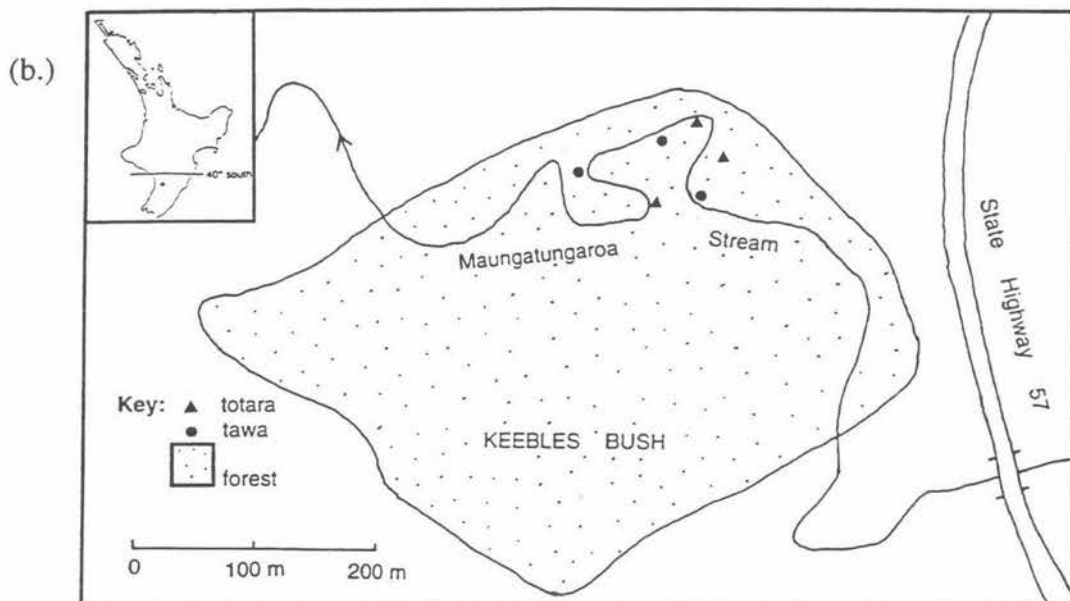 (b.)
40° south
Maungatungaroa Stream
State Highway 57
Key: ▲ totara
● tawa
forest
KEEBLES BUSH
0 100 m 200 m